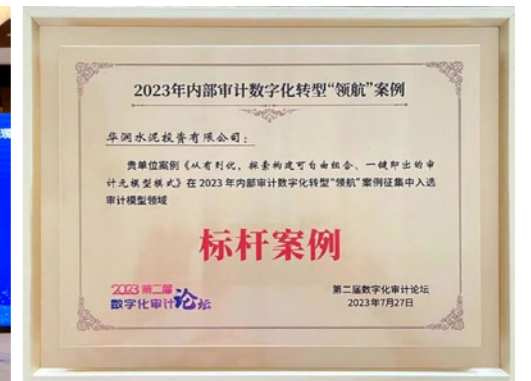 现
2023年内部审计数字化转型“领航”案例
华润水泥投资有限公司：
贵单位案例《从有到优，探索构建可自由组合、一键即出的审
计元模型模式》在 2023 年内部审计数字化转型“领航”案例征集中入选
审计模型领域
标杆案例
2023 第二届
数字化审计论坛
第二届数字化审计论坛
2023年7月27日